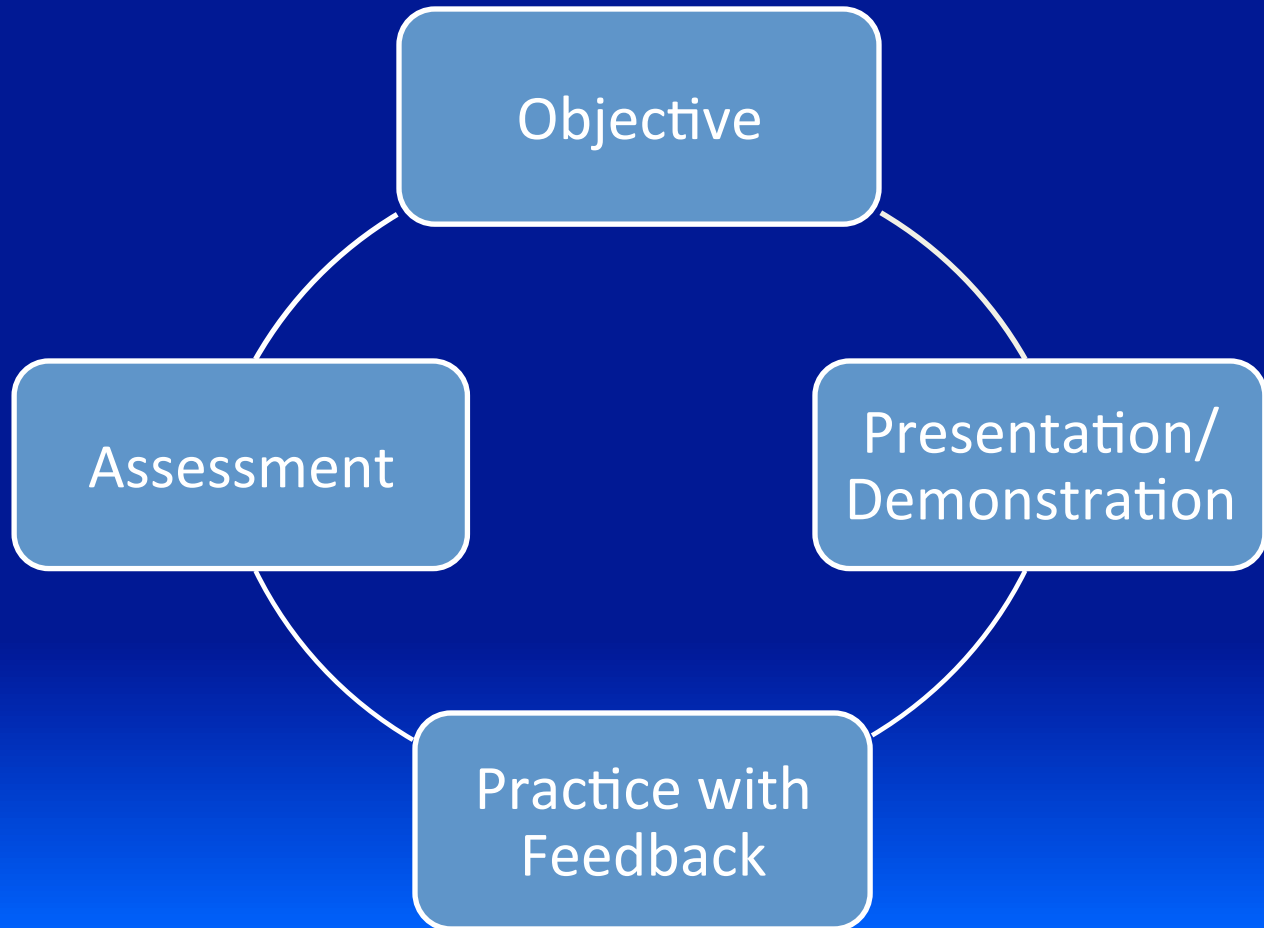 Objective
Assessment
Presentation/
Demonstration
Practice with
Feedback